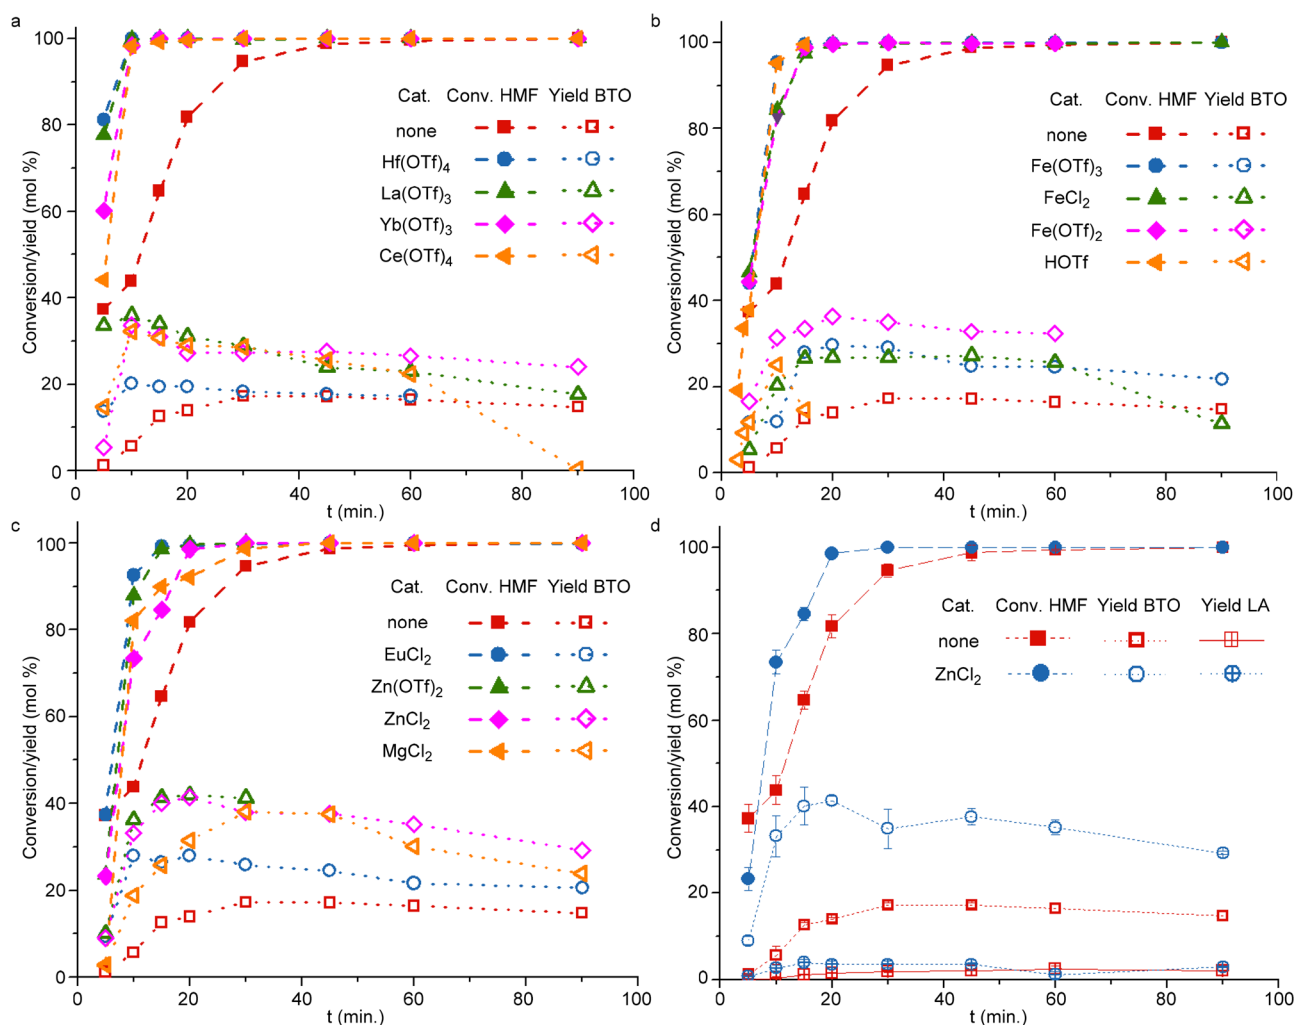 a
Conversion/yield (mol %)
100
80
60
40
20
0
Cat. Conv. HMF Yield BTO
none
Hf(OTf)4
La(OTf)3
Yb(OTf)3
Ce(OTf)4
0 20 40 60 80 100
t (min.)
b
Conversion/yield (mol %)
100
80
60
40
20
0
Cat. Conv. HMF Yield BTO
none
Fe(OTf)3
FeCl2
Fe(OTf)2
HOTf
0 20 40 60 80 100
t (min.)
c
Conversion/yield (mol %)
100
80
60
40
20
0
Cat. Conv. HMF Yield BTO
none
EuCl2
Zn(OTf)2
ZnCl2
MgCl2
0 20 40 60 80 100
t (min.)
d
Conversion/yield (mol %)
100
80
60
40
20
0
Cat. Conv. HMF Yield BTO Yield LA
none
ZnCl2
0 20 40 60 80 100
t (min.)